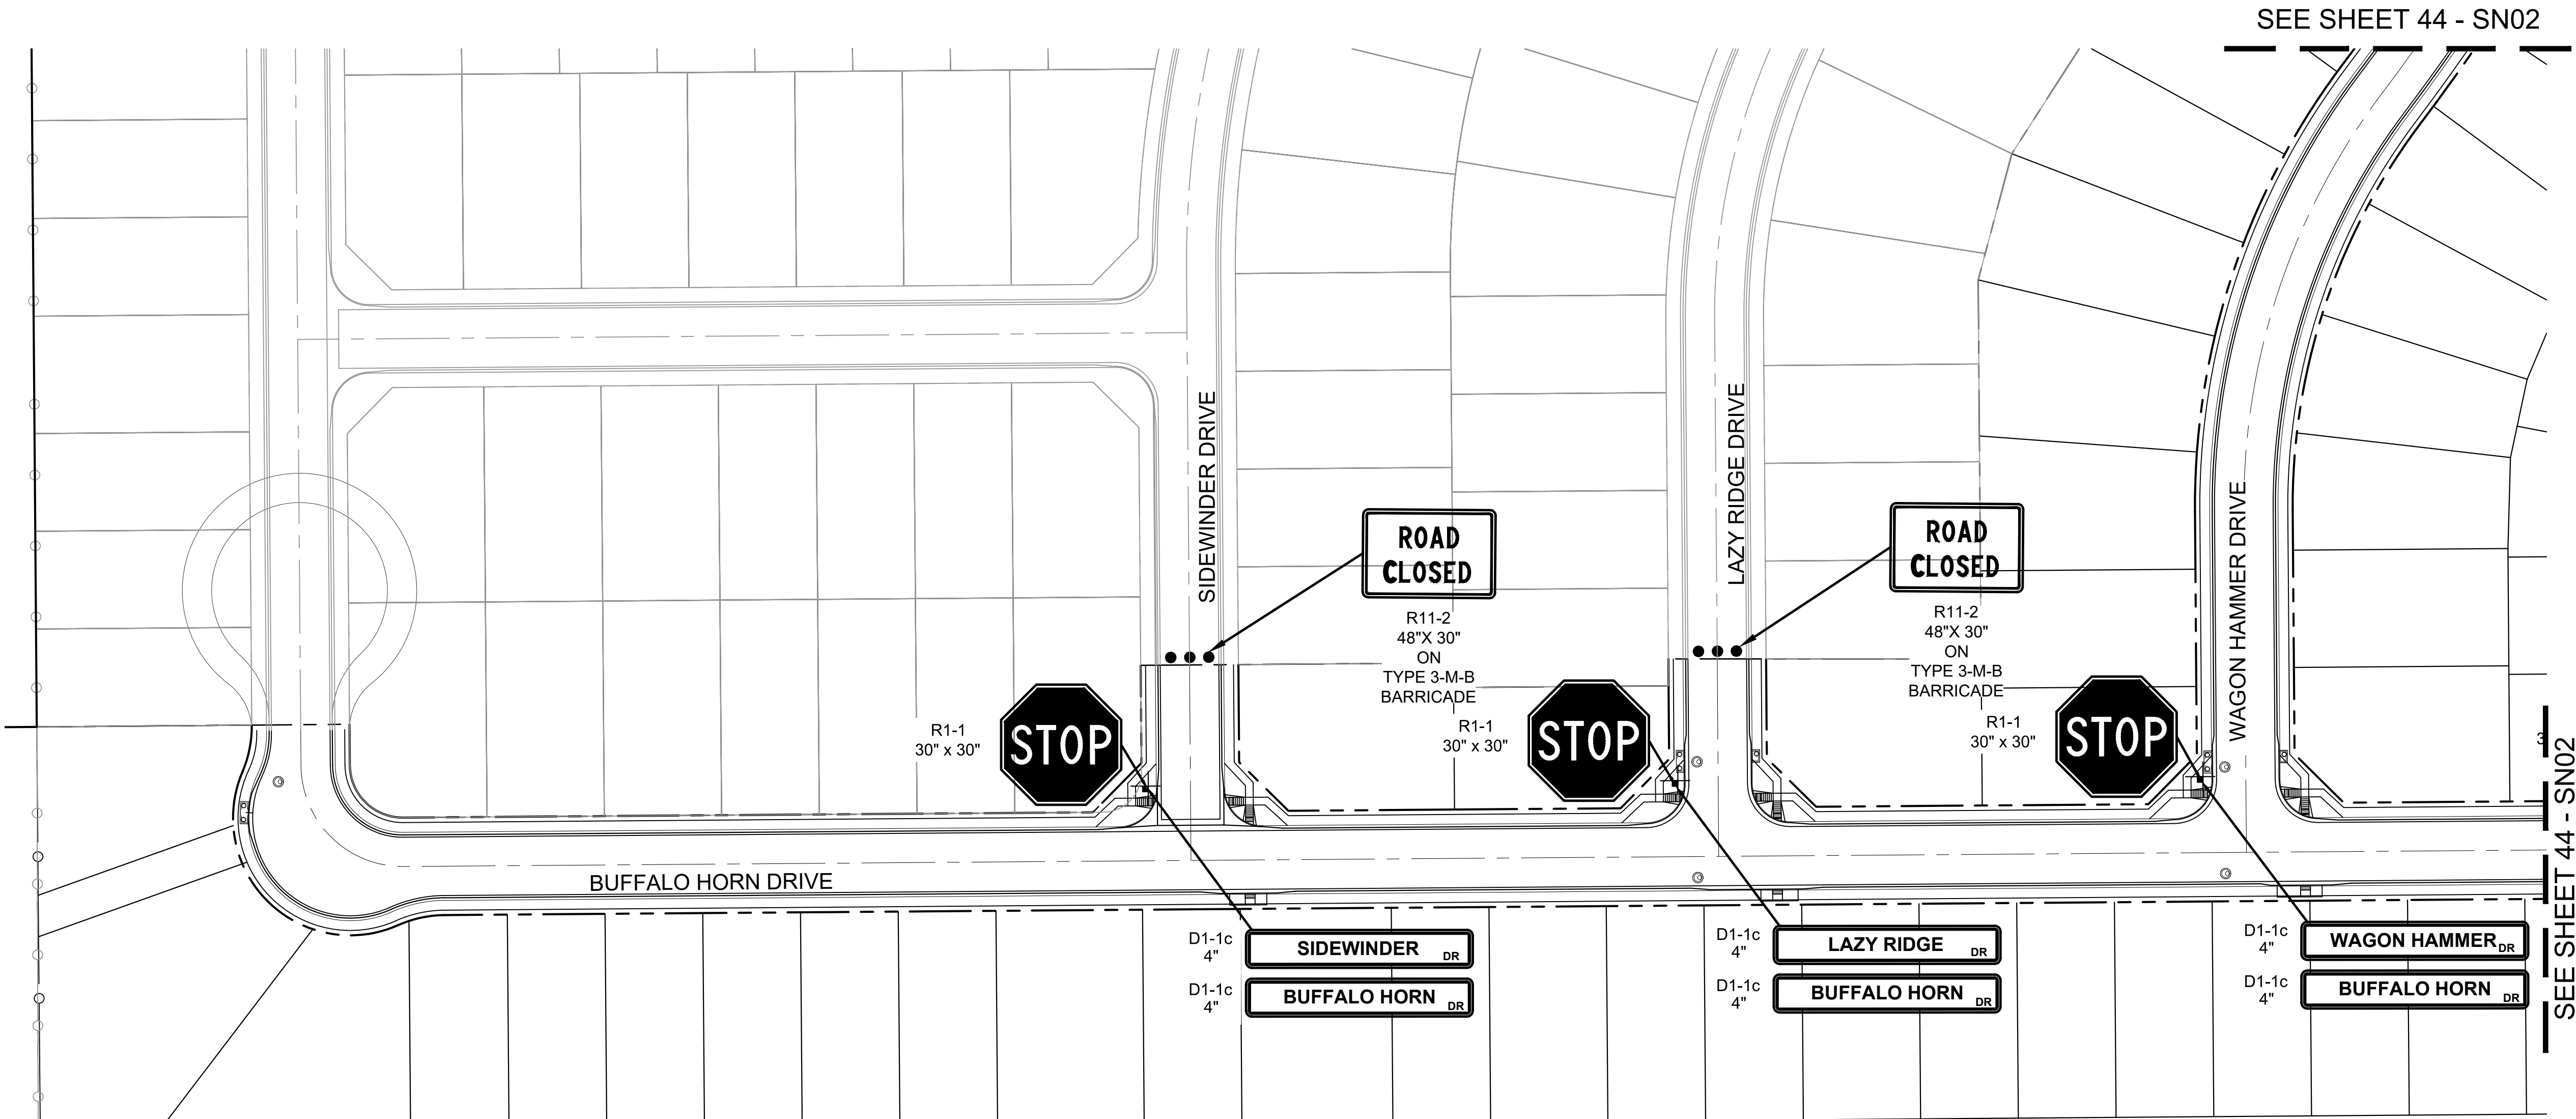 SEE SHEET 44 - SN02
SIDEWINDER DRIVE
LAZY RIDGE DRIVE
WAGON HAMMER DRIVE
ROAD
CLOSED
R11-2
48"X 30"
ON
TYPE 3-M-B
BARRICADE
ROAD
CLOSED
R11-2
48"X 30"
ON
TYPE 3-M-B
BARRICADE
R1-1
30" x 30"
STOP
R1-1
30" x 30"
STOP
R1-1
30" x 30"
STOP
3
SEE SHEET 44 - SN02
BUFFALO HORN DRIVE
D1-1c
4"
SIDEWINDER DR
D1-1c
4"
BUFFALO HORN DR
D1-1c
4"
LAZY RIDGE DR
D1-1c
4"
BUFFALO HORN DR
D1-1c
4"
WAGON HAMMER DR
D1-1c
4"
BUFFALO HORN DR